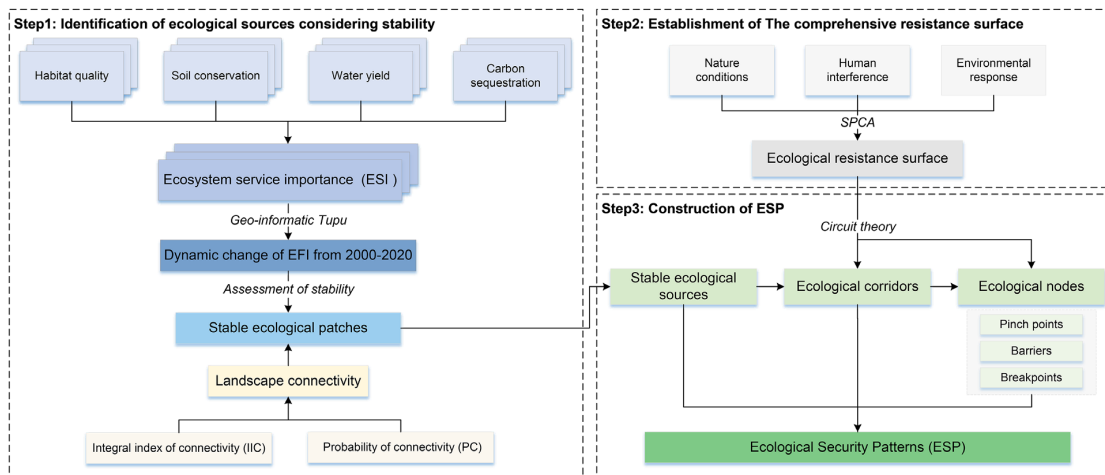 Step1: Identification of ecological sources considering stability
Habitat quality
Soil conservation
Water yield
Carbon
sequestration
Ecosystem service importance (ESI )
Geo-informatic Tupu
Dynamic change of EFI from 2000-2020
Assessment of stability
Stable ecological patches
Landscape connectivity
Integral index of connectivity (IIC)
Probability of connectivity (PC)
Step2: Establishment of The comprehensive resistance surface
Nature
conditions
Human
interference
Environmental
response
SPCA
Ecological resistance surface
Step3: Construction of ESP
Circuit theory
Stable ecological
sources
Ecological corridors
Ecological nodes
Pinch points
Barriers
Breakpoints
Ecological Security Patterns (ESP)